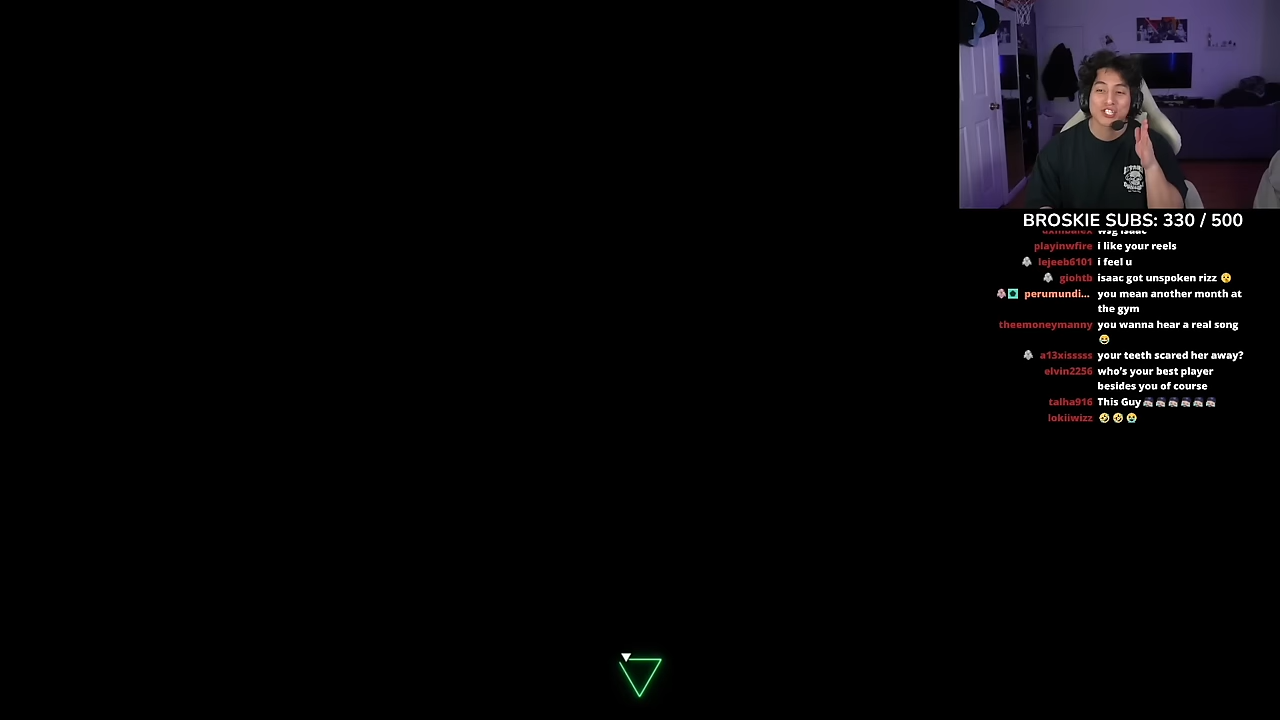 BROSKIE SUBS: 330 / 500
playinwfire i like your reels
lejeeb6101 i feel u
giohtb isaac got unspoken rizz 🤫
perumundi... you mean another month at
the gym
theemoneymanny you wanna hear a real song
😂
a13xisssss your teeth scared her away?
elvin2256 who's your best player
besides you of course
talha916 This Guy
lokiiwizz 🤣🤣😭